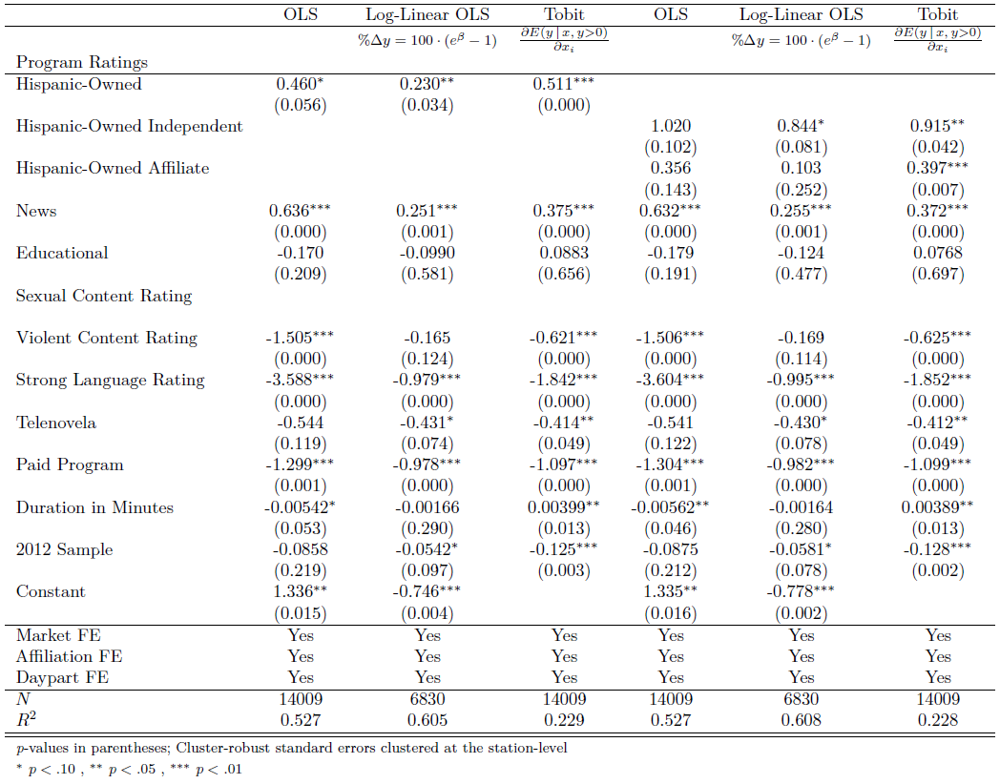 OLS Log-Linear OLS Tobit OLS Log-Linear OLS Tobit
%Δy = 100 · (e^β − 1) ∂E(y | x, y>0)/∂x_i %Δy = 100 · (e^β − 1) ∂E(y | x, y>0)/∂x_i
Program Ratings
Hispanic-Owned 0.460* 0.230** 0.511***
(0.056) (0.034) (0.000)
Hispanic-Owned Independent 1.020 0.844* 0.915**
(0.102) (0.081) (0.042)
Hispanic-Owned Affiliate 0.356 0.103 0.397***
(0.143) (0.252) (0.007)
News 0.636*** 0.251*** 0.375*** 0.632*** 0.255*** 0.372***
(0.000) (0.001) (0.000) (0.000) (0.001) (0.000)
Educational -0.170 -0.0990 0.0883 -0.179 -0.124 0.0768
(0.209) (0.581) (0.656) (0.191) (0.477) (0.697)
Sexual Content Rating
Violent Content Rating -1.505*** -0.165 -0.621*** -1.506*** -0.169 -0.625***
(0.000) (0.124) (0.000) (0.000) (0.114) (0.000)
Strong Language Rating -3.588*** -0.979*** -1.842*** -3.604*** -0.995*** -1.852***
(0.000) (0.000) (0.000) (0.000) (0.000) (0.000)
Telenovela -0.544 -0.431* -0.414** -0.541 -0.430* -0.412**
(0.119) (0.074) (0.049) (0.122) (0.078) (0.049)
Paid Program -1.299*** -0.978*** -1.097*** -1.304*** -0.982*** -1.099***
(0.001) (0.000) (0.000) (0.001) (0.000) (0.000)
Duration in Minutes -0.00542* -0.00166 0.00399** -0.00562** -0.00164 0.00389**
(0.053) (0.290) (0.013) (0.046) (0.280) (0.013)
2012 Sample -0.0858 -0.0542* -0.125*** -0.0875 -0.0581* -0.128***
(0.219) (0.097) (0.003) (0.212) (0.078) (0.002)
Constant 1.336** -0.746*** 1.335** -0.778***
(0.015) (0.004) (0.016) (0.002)
Market FE Yes Yes Yes Yes Yes Yes
Affiliation FE Yes Yes Yes Yes Yes Yes
Daypart FE Yes Yes Yes Yes Yes Yes
N 14009 6830 14009 14009 6830 14009
R² 0.527 0.605 0.229 0.527 0.608 0.228
p-values in parentheses; Cluster-robust standard errors clustered at the station-level
* p < .10 , ** p < .05 , *** p < .01